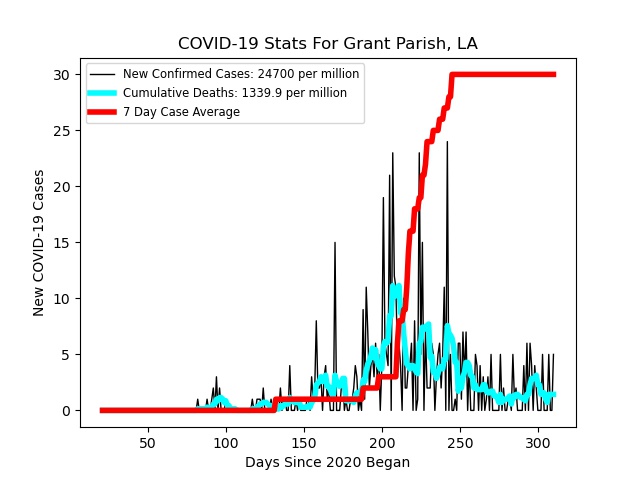 COVID-19 Stats For Grant Parish, LA
New Confirmed Cases: 24700 per million
Cumulative Deaths: 1339.9 per million
7 Day Case Average
New COVID-19 Cases
30
25
20
15
10
5
0
50 100 150 200 250 300
Days Since 2020 Began